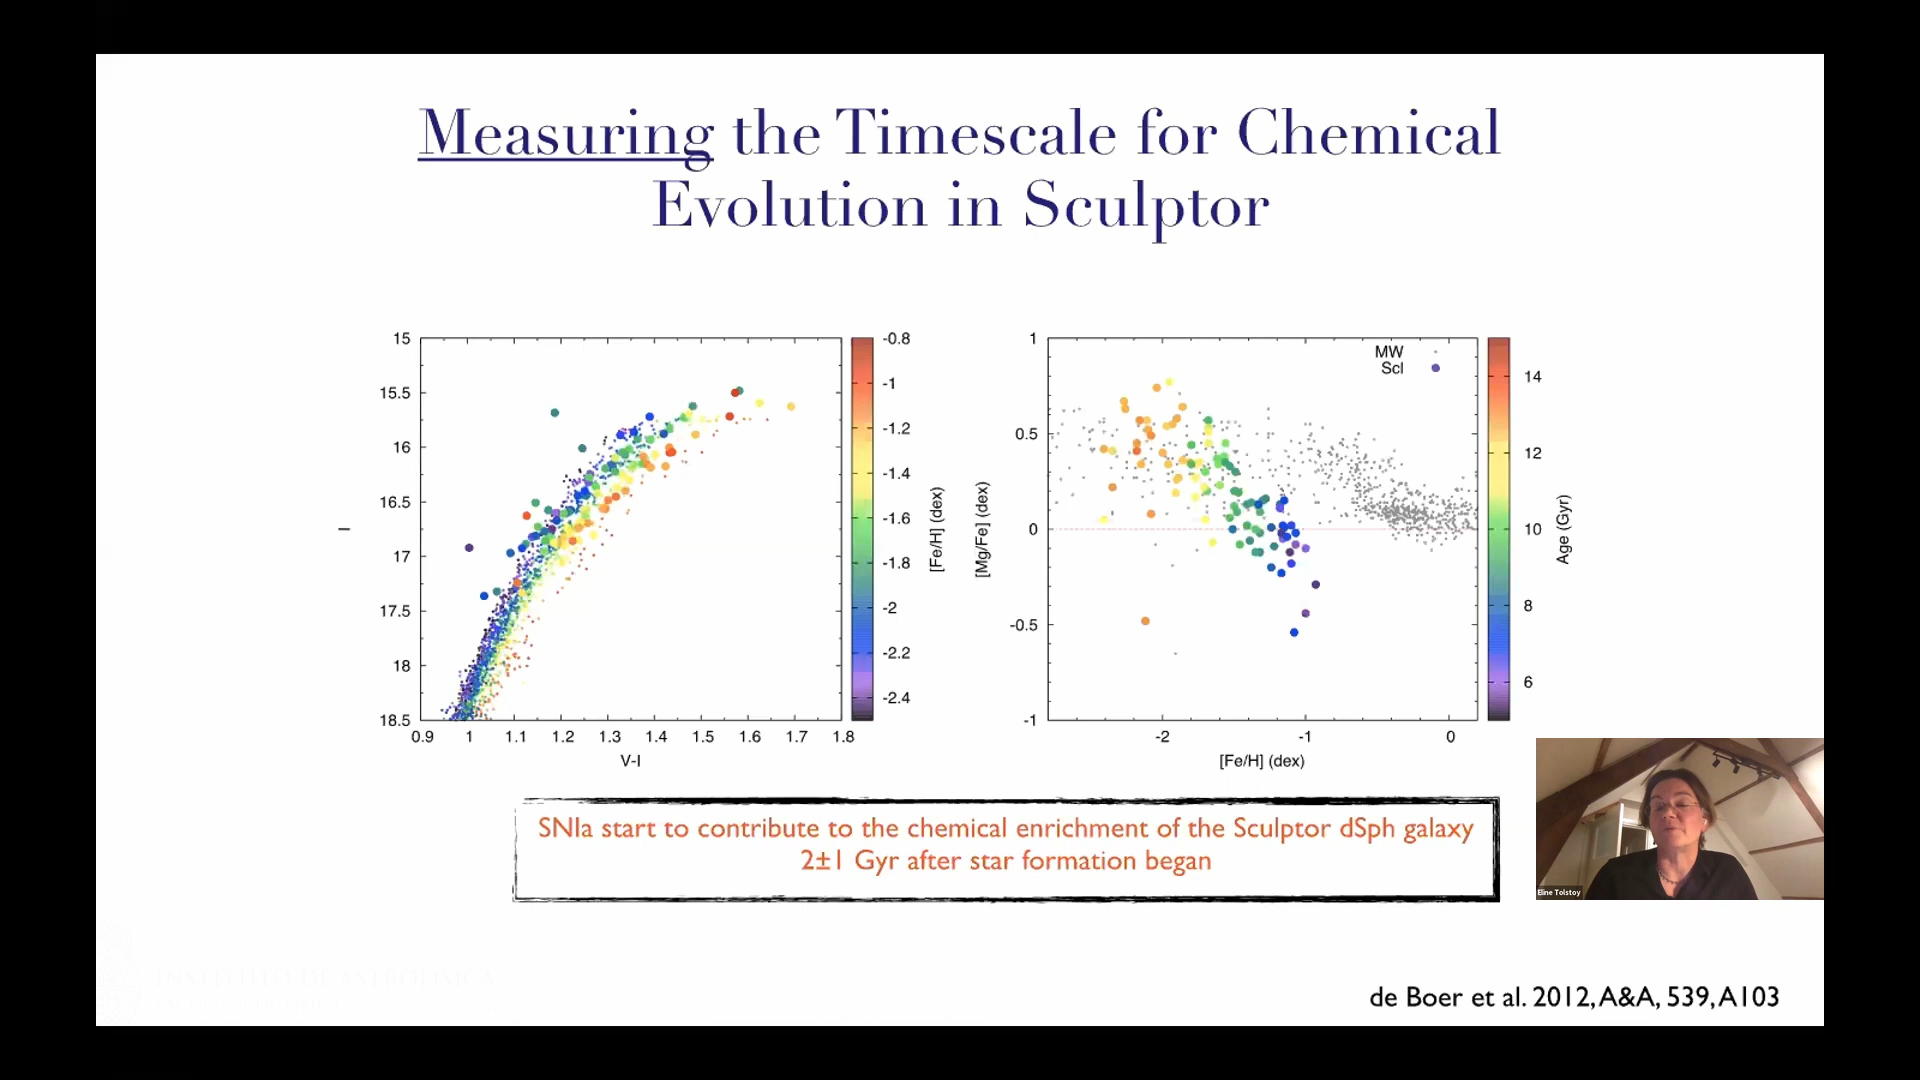 Measuring the Timescale for Chemical
Evolution in Sculptor
15
15.5
16
16.5
17
17.5
18
18.5
I
0.9 1 1.1 1.2 1.3 1.4 1.5 1.6 1.7 1.8
V-I
-0.8
-1
-1.2
-1.4
-1.6
-1.8
-2
-2.2
-2.4
[Fe/H] (dex)
[Mg/Fe] (dex)
1
0.5
0
-0.5
-1
MW
Scl
-2 -1 0
[Fe/H] (dex)
14
12
10
8
6
Age (Gyr)
SNIa start to contribute to the chemical enrichment of the Sculptor dSph galaxy
2±1 Gyr after star formation began
Eline Tolstoy
INSTITUTO DE ASTROFÍSICA
de Boer et al. 2012, A&A, 539, A103